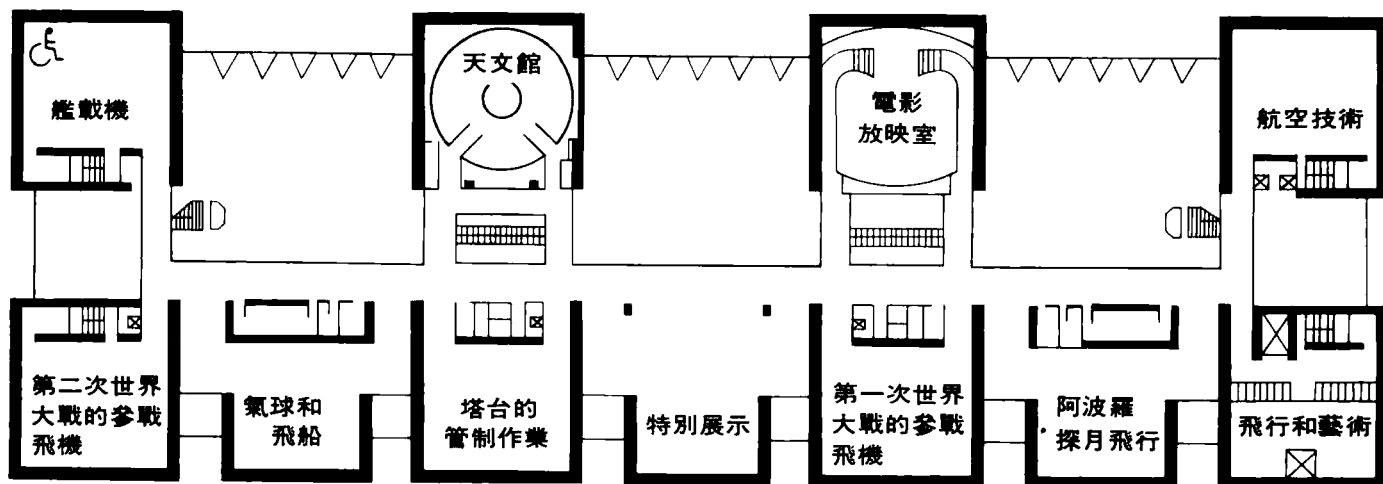 艦載機
天文館
電影
放映室
航空技術
第二次世界
大戰的參戰
飛機
氣球和
飛船
塔台的
管制作業
特別展示
第一次世界
大戰的參戰
飛機
阿波羅
探月飛行
飛行和藝術